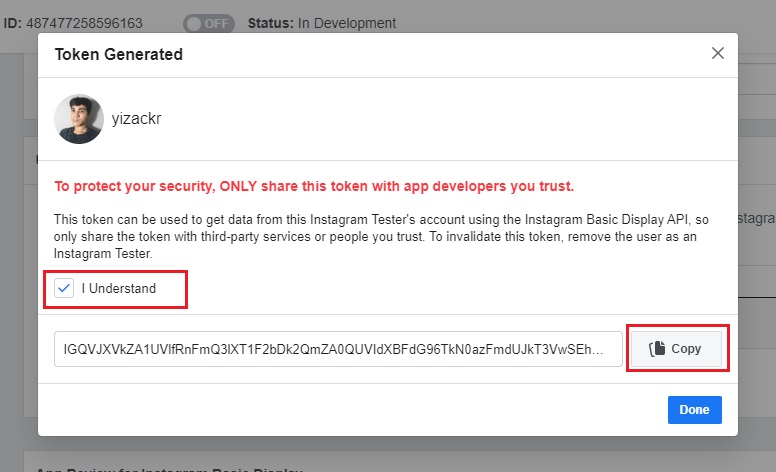 ID: 487477258596163 OFF Status: In Development
Token Generated
yizackr
To protect your security, ONLY share this token with app developers you trust.
This token can be used to get data from this Instagram Tester's account using the Instagram Basic Display API, so
only share the token with third-party services or people you trust. To invalidate this token, remove the user as an
Instagram Tester.
I Understand
IGQVJXVkZA1UVIfRnFmQ3lXT1F2bDk2QmZA0QUVIdXBFdG96TkN0azFmdUJkT3VwSEh...
Copy
Done
App Review for Instagram Basic Display